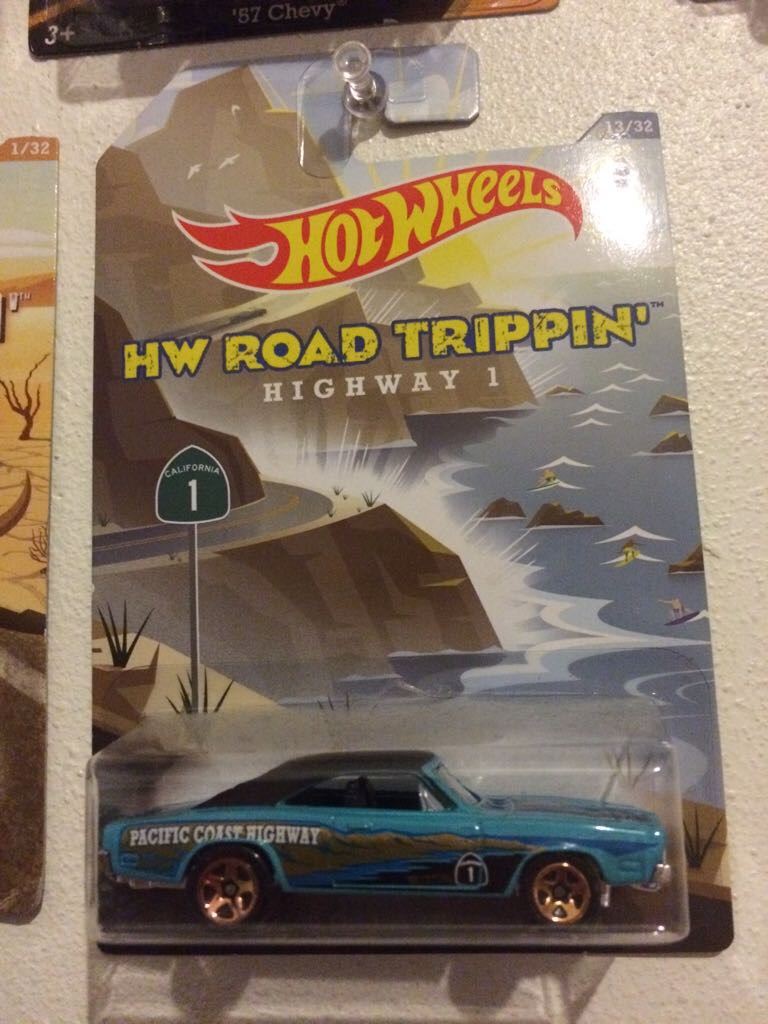 '57 Chevy®
3+
1/32
13/32
HOT WHEELS
HW ROAD TRIPPIN'™
HIGHWAY 1
CALIFORNIA
1
PACIFIC COAST HIGHWAY
1